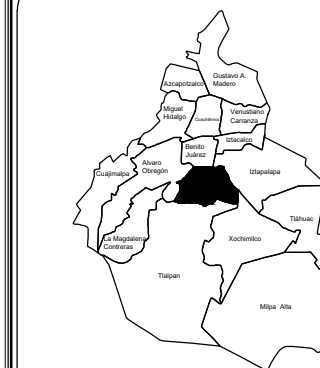 Gustavo A.
Madero
Azcapotzalco
Miguel
Hidalgo
Cuauhtémoc
Venustiano
Carranza
Iztacalco
Benito
Juárez
Alvaro
Obregón
Cuajimalpa
Iztapalapa
Tláhuac
La Magdalena
Contreras
Xochimilco
Tlalpan
Milpa Alta